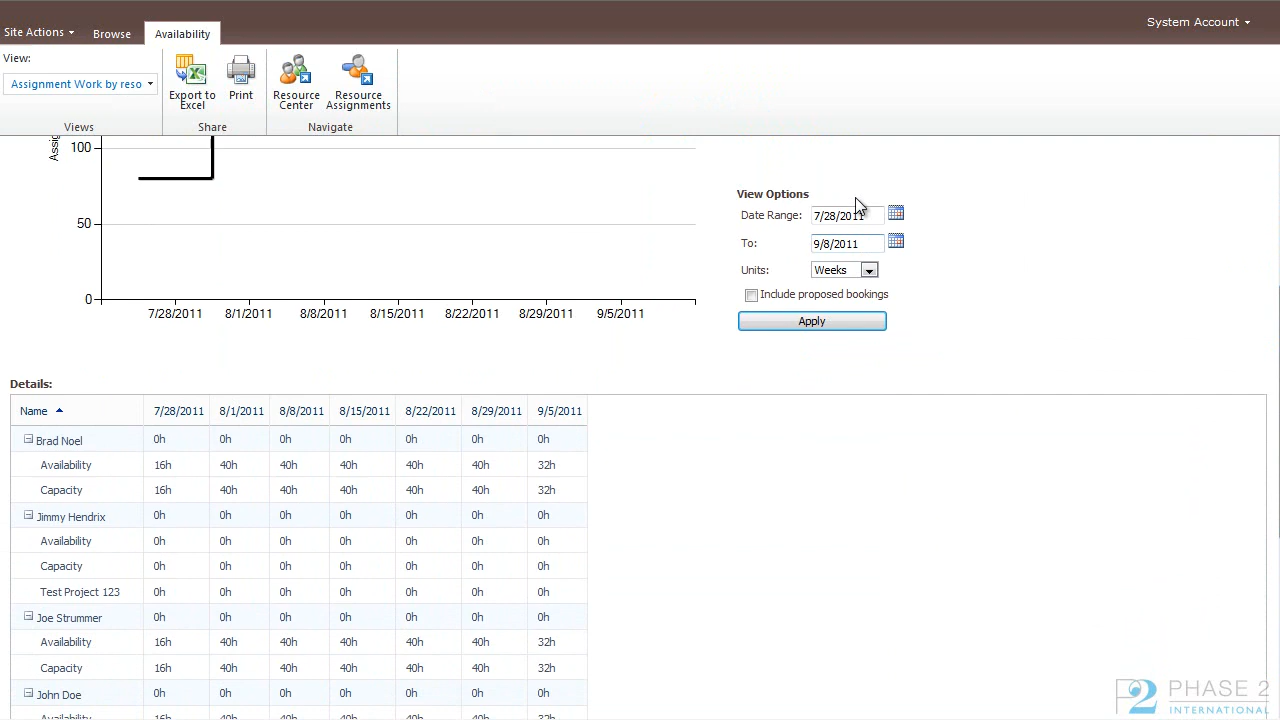 System Account
Site Actions
Browse
Availability
View:
Assignment Work by reso
Export to Excel
Print
Resource Center
Resource Assignments
Views
Share
Navigate
100
50
0
7/28/2011 8/1/2011 8/8/2011 8/15/2011 8/22/2011 8/29/2011 9/5/2011
View Options
Date Range: 7/28/2011
To: 9/8/2011
Units: Weeks
Include proposed bookings
Apply
Details:
Name 7/28/2011 8/1/2011 8/8/2011 8/15/2011 8/22/2011 8/29/2011 9/5/2011
Brad Noel 0h 0h 0h 0h 0h 0h 0h
Availability 16h 40h 40h 40h 40h 40h 32h
Capacity 16h 40h 40h 40h 40h 40h 32h
Jimmy Hendrix 0h 0h 0h 0h 0h 0h 0h
Availability 0h 0h 0h 0h 0h 0h 0h
Capacity 0h 0h 0h 0h 0h 0h 0h
Test Project 123 0h 0h 0h 0h 0h 0h 0h
Joe Strummer 0h 0h 0h 0h 0h 0h 0h
Availability 16h 40h 40h 40h 40h 40h 32h
Capacity 16h 40h 40h 40h 40h 40h 32h
John Doe 0h 0h 0h 0h 0h 0h 0h
Availability 16h 40h 40h 40h 40h 40h 32h
P2 PHASE 2
INTERNATIONAL